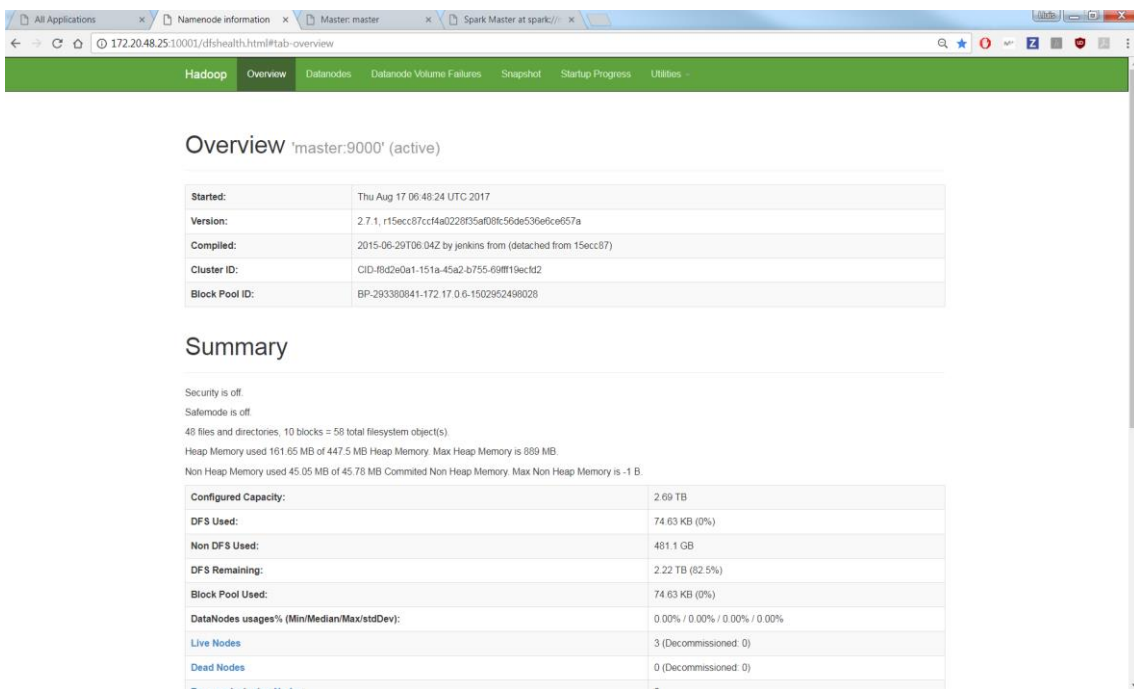 All Applications
Namenode information
Master: master
Spark Master at spark://
172.20.48.25:10001/dfshealth.html#tab-overview
Hadoop Overview Datanodes Datanode Volume Failures Snapshot Startup Progress Utilities
Overview 'master:9000' (active)
Started: Thu Aug 17 06:48:24 UTC 2017
Version: 2.7.1, r15ecc87ccf4a0228f35af08fc56de536e6ce657a
Compiled: 2015-06-29T06:04Z by jenkins from (detached from 15ecc87)
Cluster ID: CID-f8d2e0a1-151a-45a2-b755-69fff19ecfd2
Block Pool ID: BP-293380841-172.17.0.6-1502952498028
Summary
Security is off.
Safemode is off.
48 files and directories, 10 blocks = 58 total filesystem object(s).
Heap Memory used 161.65 MB of 447.5 MB Heap Memory. Max Heap Memory is 889 MB.
Non Heap Memory used 45.05 MB of 45.78 MB Commited Non Heap Memory. Max Non Heap Memory is -1 B.
Configured Capacity: 2.69 TB
DFS Used: 74.63 KB (0%)
Non DFS Used: 481.1 GB
DFS Remaining: 2.22 TB (82.5%)
Block Pool Used: 74.63 KB (0%)
DataNodes usages% (Min/Median/Max/stdDev): 0.00% / 0.00% / 0.00% / 0.00%
Live Nodes 3 (Decommissioned: 0)
Dead Nodes 0 (Decommissioned: 0)